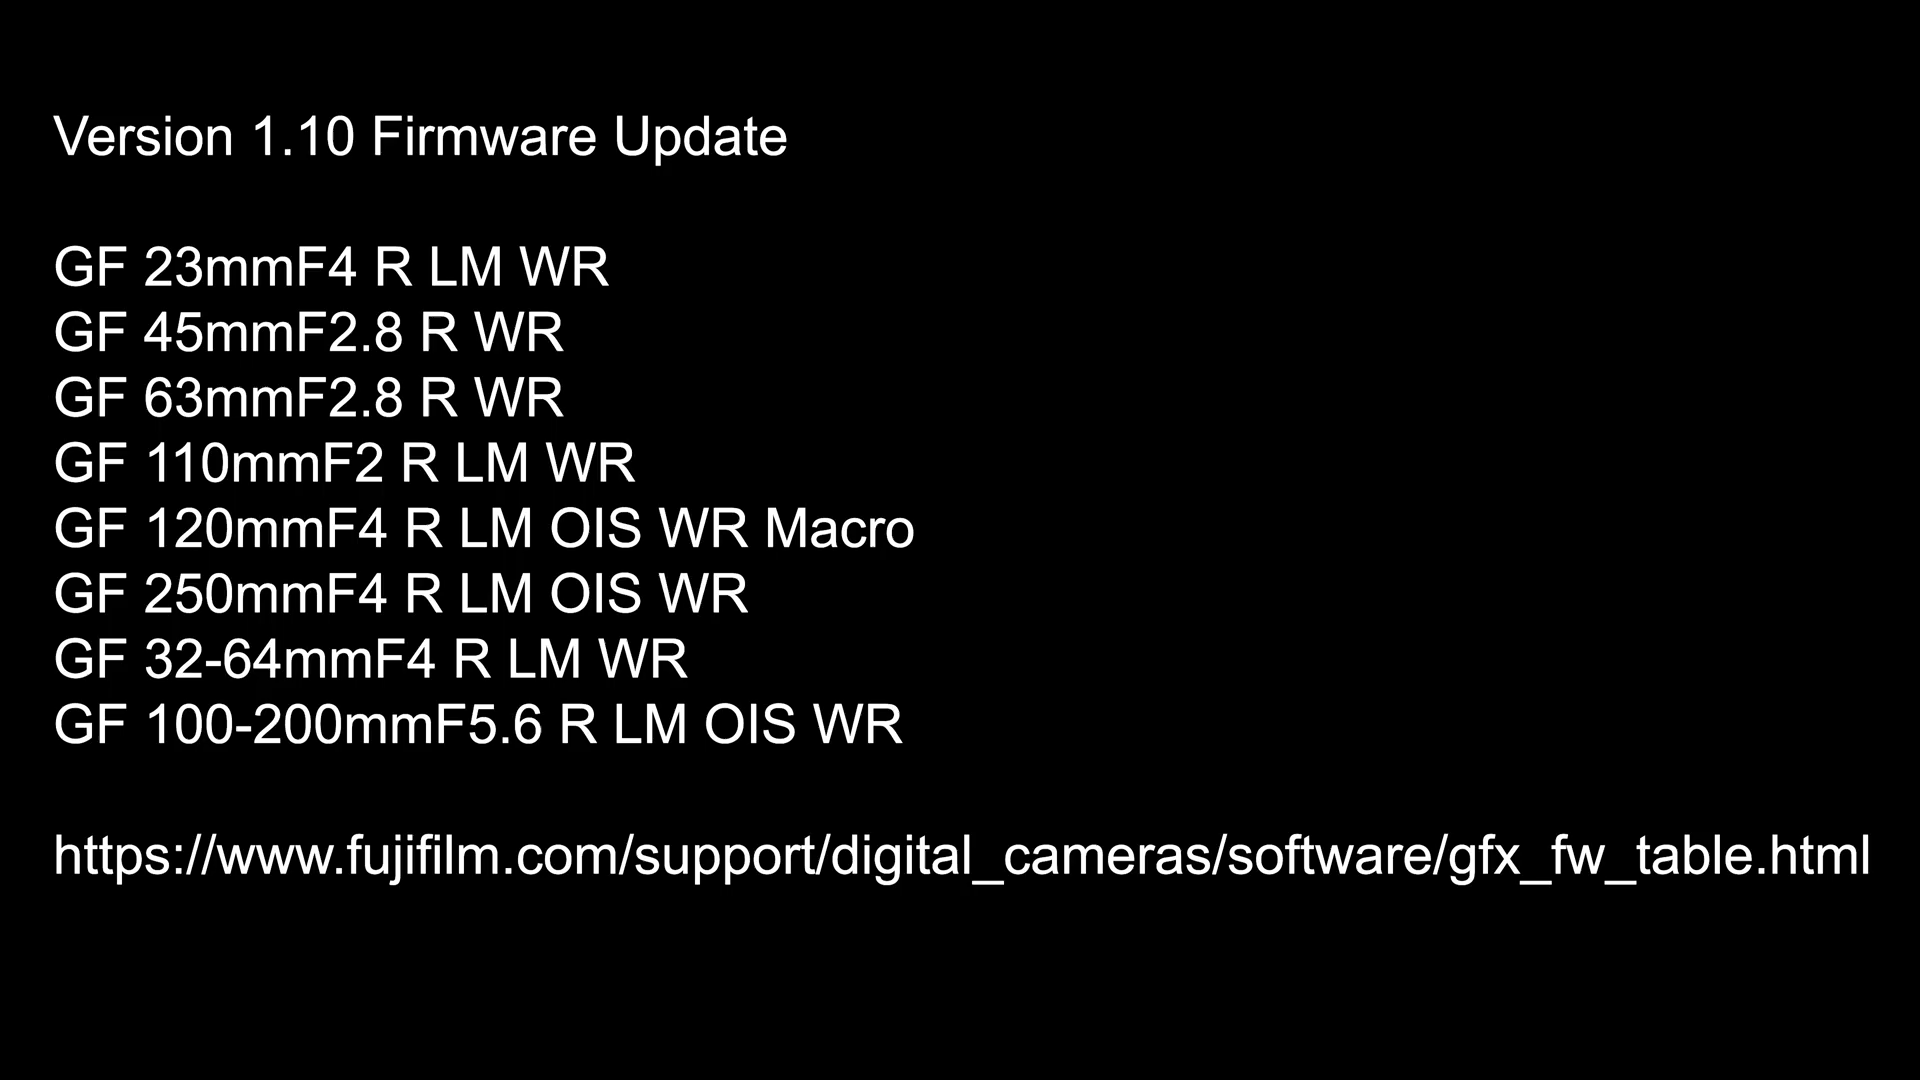 Version 1.10 Firmware Update
GF 23mmF4 R LM WR
GF 45mmF2.8 R WR
GF 63mmF2.8 R WR
GF 110mmF2 R LM WR
GF 120mmF4 R LM OIS WR Macro
GF 250mmF4 R LM OIS WR
GF 32-64mmF4 R LM WR
GF 100-200mmF5.6 R LM OIS WR
https://www.fujifilm.com/support/digital_cameras/software/gfx_fw_table.html